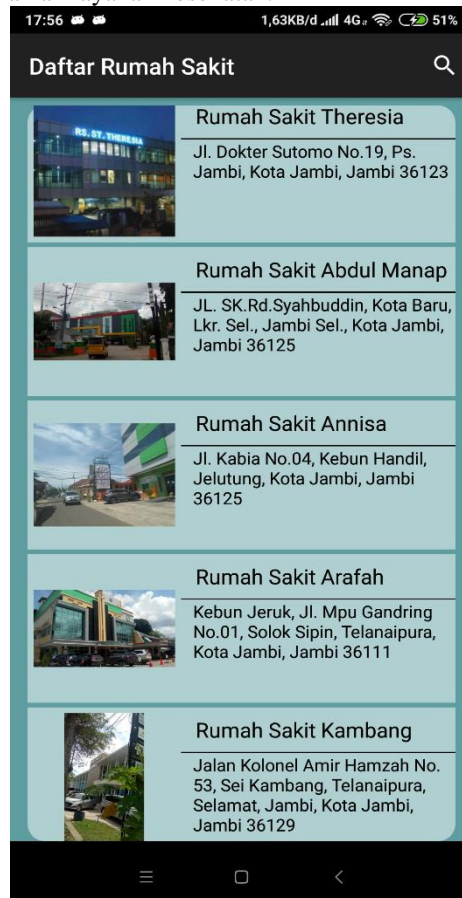 17:56 1,63KB/d 4G 51%
Daftar Rumah Sakit
RS. ST. THERESIA
Rumah Sakit Theresia
Jl. Dokter Sutomo No.19, Ps.
Jambi, Kota Jambi, Jambi 36123
Rumah Sakit Abdul Manap
JL. SK.Rd.Syahbuddin, Kota Baru,
Lkr. Sel., Jambi Sel., Kota Jambi,
Jambi 36125
Rumah Sakit Annisa
Jl. Kabia No.04, Kebun Handil,
Jelutung, Kota Jambi, Jambi
36125
Rumah Sakit Arafah
Kebun Jeruk, Jl. Mpu Gandring
No.01, Solok Sipin, Telanaipura,
Kota Jambi, Jambi 36111
Rumah Sakit Kambang
Jalan Kolonel Amir Hamzah No.
53, Sei Kambang, Telanaipura,
Selamat, Jambi, Kota Jambi,
Jambi 36129